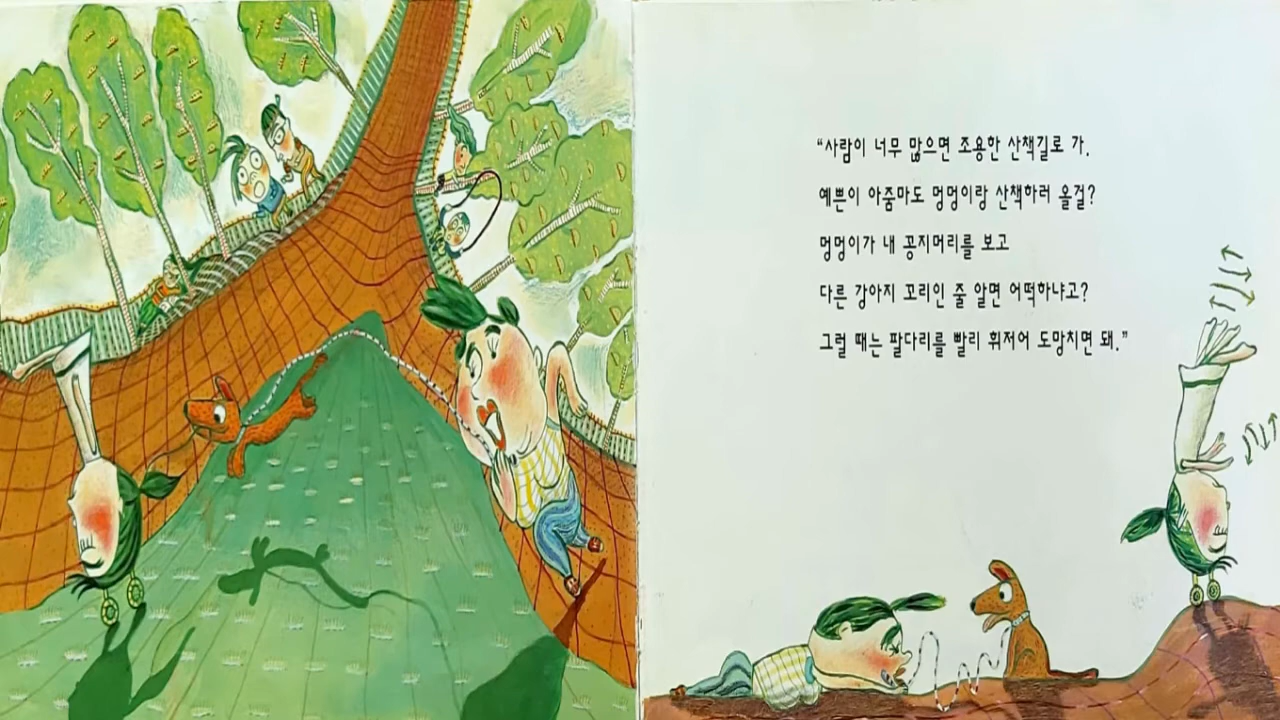 “사람이 너무 많으면 조용한 산책길로 가.
예쁜이 아줌마도 멍멍이랑 산책하러 올걸?
멍멍이가 내 꽁지머리를 보고
다른 강아지 꼬리인 줄 알면 어떡하냐고?
그럴 때는 팔다리를 빨리 휘저어 도망치면 돼.”